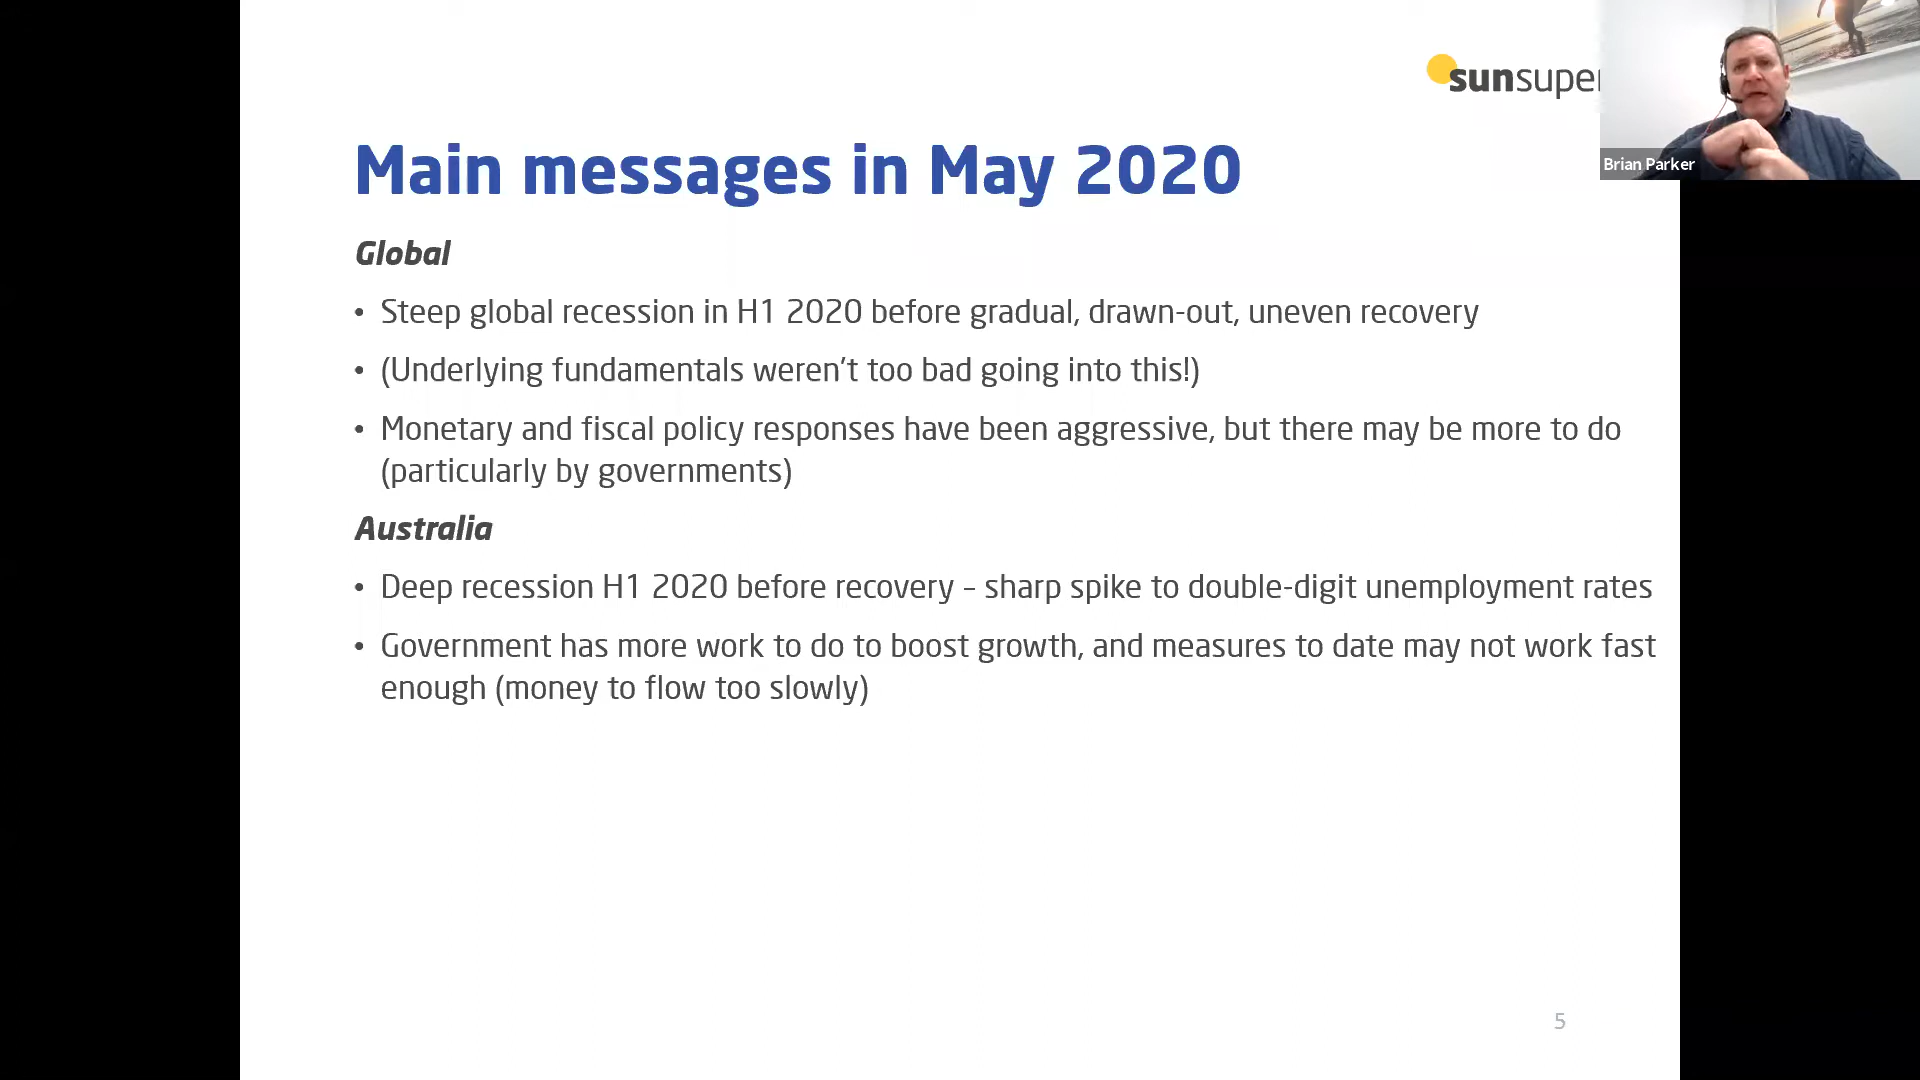 sunsuper
Brian Parker
Main messages in May 2020
Global
• Steep global recession in H1 2020 before gradual, drawn-out, uneven recovery
• (Underlying fundamentals weren't too bad going into this!)
• Monetary and fiscal policy responses have been aggressive, but there may be more to do
(particularly by governments)
Australia
• Deep recession H1 2020 before recovery – sharp spike to double-digit unemployment rates
• Government has more work to do to boost growth, and measures to date may not work fast
enough (money to flow too slowly)
5